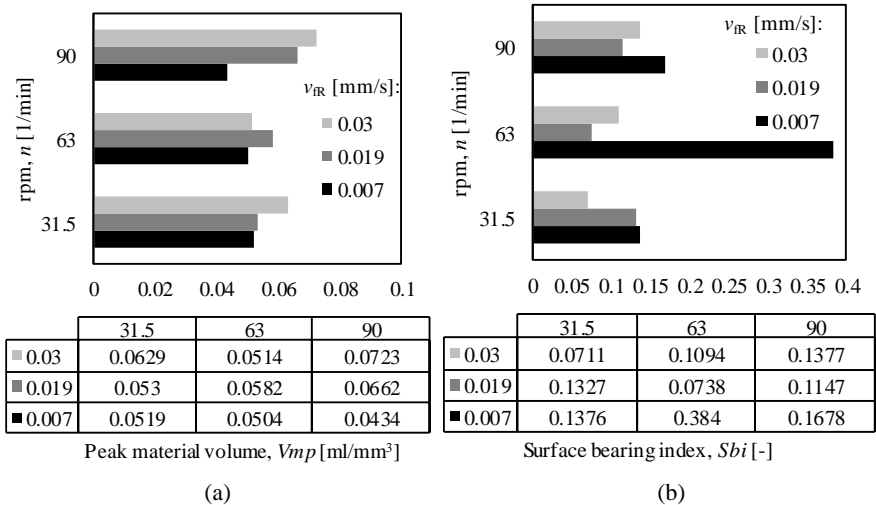 90
63
31.5
rpm, n [1/min]
vfR [mm/s]:
0.03
0.019
0.007
0 0.02 0.04 0.06 0.08 0.1
31.5 63 90
0.03 0.0629 0.0514 0.0723
0.019 0.053 0.0582 0.0662
0.007 0.0519 0.0504 0.0434
Peak material volume, Vmp [ml/mm³]
(a)
90
63
31.5
rpm, n [1/min]
vfR [mm/s]:
0.03
0.019
0.007
0 0.1 0.15 0.2 0.25 0.3 0.35 0.4
31.5 63 90
0.03 0.0711 0.1094 0.1377
0.019 0.1327 0.0738 0.1147
0.007 0.1376 0.384 0.1678
Surface bearing index, Sbi [-]
(b)